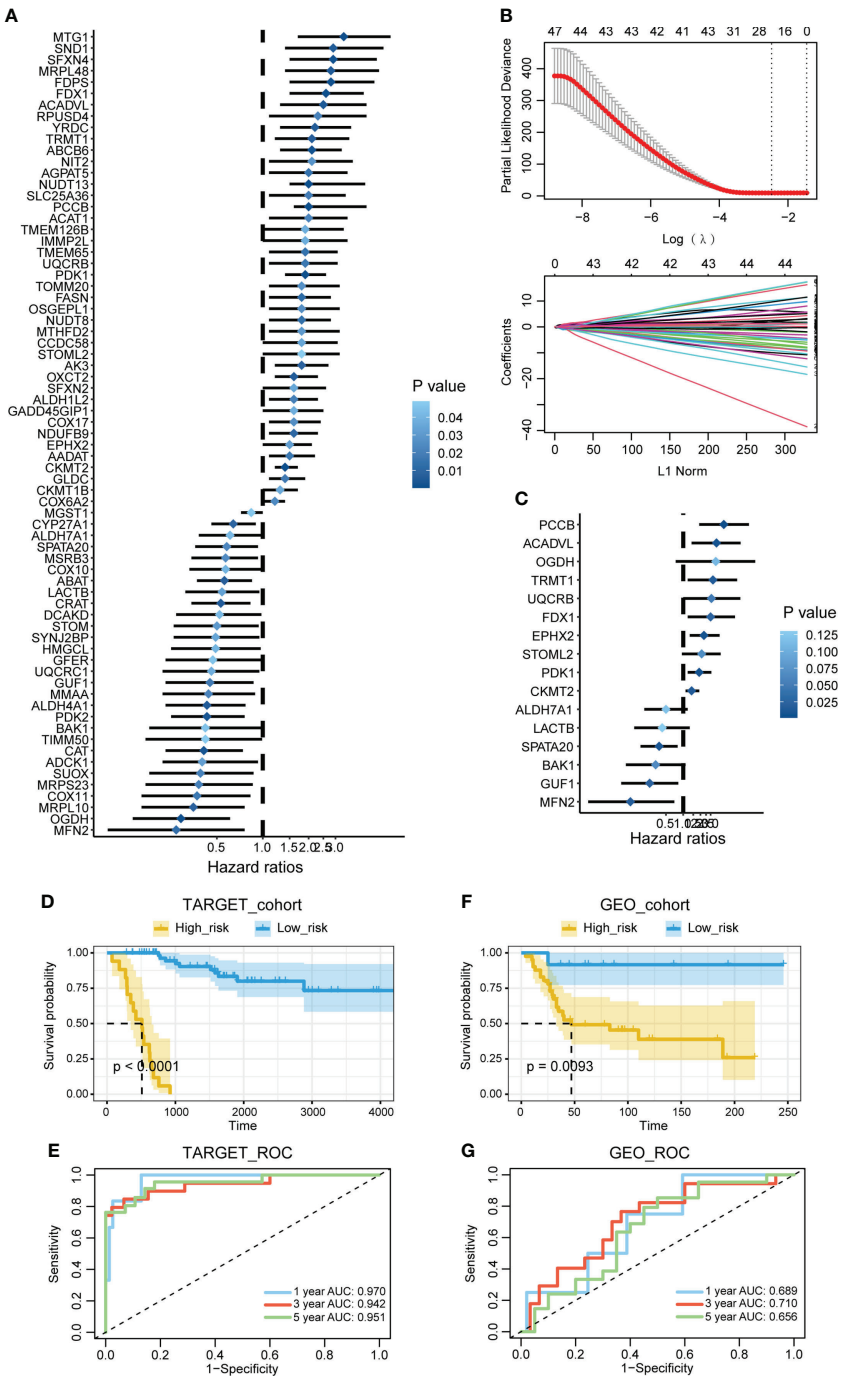 A
MTG1
SND1
SFXN4
MRPL48
FDPS
FDX1
ACADVL
RPUSD4
YRDC
TRMT1
ABCB6
NIT2
AGPAT5
NUDT13
SLC25A36
PCCB
ACAT1
TMEM126B
IMMP2L
TMEM65
UQCRB
PDK1
TOMM20
FASN
OSGEPL1
NUDT8
MTHFD2
CCDC58
STOML2
AK3
OXCT2
SFXN2
ALDH1L2
GADD45GIP1
COX17
NDUFB9
EPHX2
AADAT
CKMT2
GLDC
CKMT1B
COX6A2
MGST1
CYP27A1
ALDH7A1
SPATA20
MSRB3
COX10
ABAT
LACTB
CRAT
DCAKD
STOM
SYNJ2BP
HMGCL
GFER
UQCRC1
GUF1
MMAA
ALDH4A1
PDK2
BAK1
TIMM50
CAT
ADCK1
SUOX
MRPS23
COX11
MRPL10
OGDH
MFN2
0.5 1.0 1.5 2.0 2.5 3.0
Hazard ratios
P value
0.04
0.03
0.02
0.01
B
47 44 43 43 42 41 43 31 28 16 0
Partial Likelihood Deviance
400
300
200
100
0
−8 −6 −4 −2
Log (λ)
0 43 42 42 43 44 44
Coefficients
10
0
−20
−40
0 50 100 150 200 250 300
L1 Norm
C
PCCB
ACADVL
OGDH
TRMT1
UQCRB
FDX1
EPHX2
STOML2
PDK1
CKMT2
ALDH7A1
LACTB
SPATA20
BAK1
GUF1
MFN2
Hazard ratios
P value
0.125
0.100
0.075
0.050
0.025
D
TARGET_cohort
High_risk Low_risk
Survival probability
1.00
0.75
0.50
0.25
0.00
p < 0.0001
0 1000 2000 3000 4000
Time
F
GEO_cohort
High_risk Low_risk
Survival probability
1.00
0.75
0.50
0.25
0.00
p = 0.0093
0 50 100 150 200 250
Time
E
TARGET_ROC
Sensitivity
1.0
0.8
0.6
0.4
0.2
0.0
1 year AUC: 0.970
3 year AUC: 0.942
5 year AUC: 0.951
0.0 0.2 0.4 0.6 0.8 1.0
1−Specificity
G
GEO_ROC
Sensitivity
1.0
0.8
0.6
0.4
0.2
0.0
1 year AUC: 0.689
3 year AUC: 0.710
5 year AUC: 0.656
0.0 0.2 0.4 0.6 0.8 1.0
1−Specificity